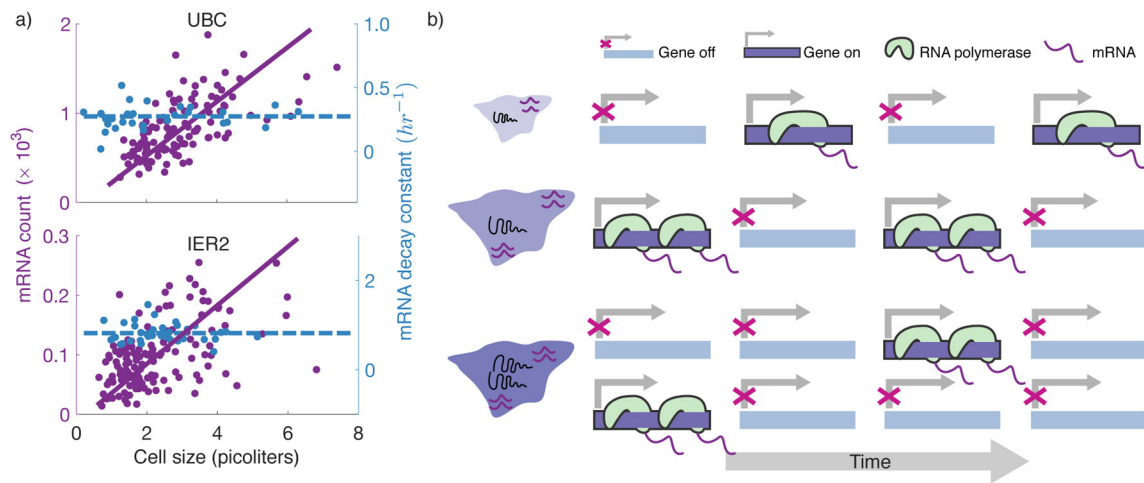 a)
UBC
2
1
0
1.0
0.5
0
mRNA count (× 10³)
mRNA decay constant (hr⁻¹)
IER2
0.3
0.2
0.1
0
2
1
0
0 2 4 6 8
Cell size (picoliters)
b)
Gene off
Gene on
RNA polymerase
mRNA
Time